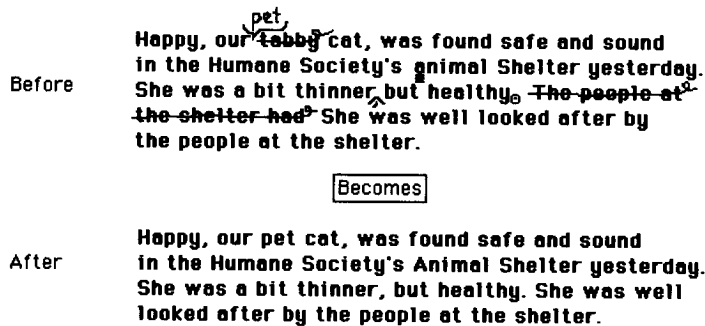 pet
Happy, our tabby cat, was found safe and sound
in the Humane Society's animal Shelter yesterday.
Before
She was a bit thinner, but healthy. The people at
the shelter had She was well looked after by
the people at the shelter.
Becomes
Happy, our pet cat, was found safe and sound
After
in the Humane Society's Animal Shelter yesterday.
She was a bit thinner, but healthy. She was well
looked after by the people at the shelter.